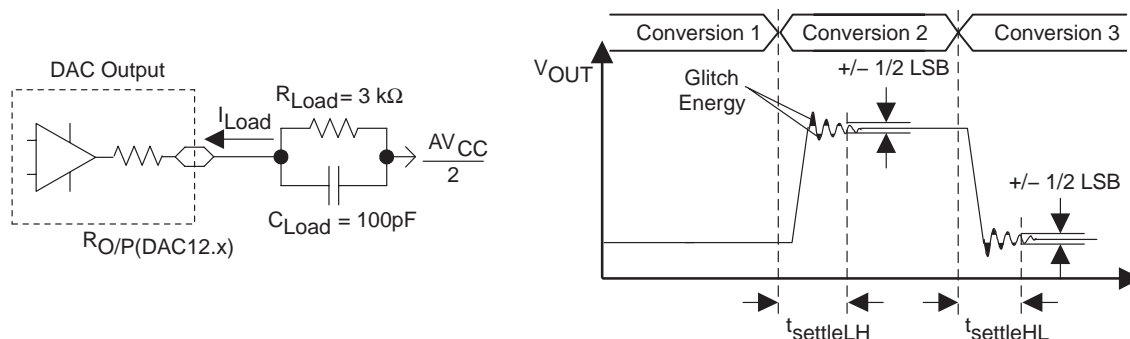 DAC Output
R_Load = 3 kΩ
I_Load
AV_CC
2
C_Load = 100pF
R_O/P(DAC12.x)
Conversion 1
Conversion 2
Conversion 3
V_OUT
Glitch
Energy
+/− 1/2 LSB
+/− 1/2 LSB
t_settleLH
t_settleHL